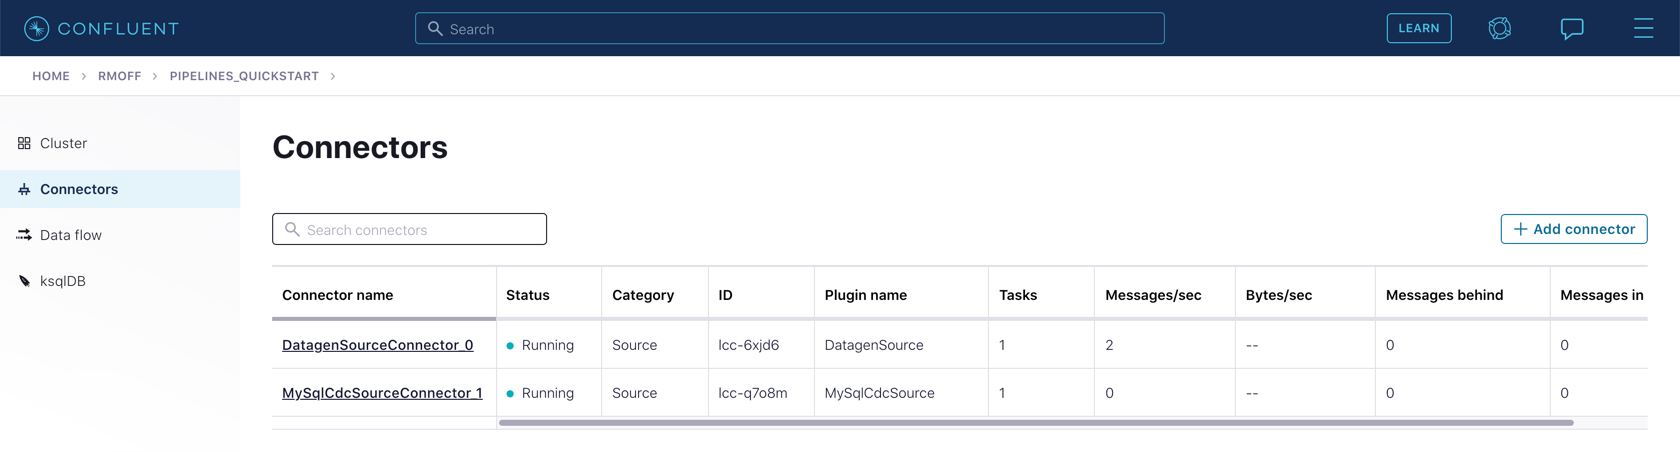 CONFLUENT
Search
LEARN
HOME > RMOFF > PIPELINES_QUICKSTART >
Cluster
Connectors
Data flow
ksqlDB
Connectors
Search connectors
+ Add connector
Connector name Status Category ID Plugin name Tasks Messages/sec Bytes/sec Messages behind Messages in
DatagenSourceConnector_0 Running Source lcc-6xjd6 DatagenSource 1 2 -- 0 0
MySqlCdcSourceConnector_1 Running Source lcc-q7o8m MySqlCdcSource 1 0 -- 0 0